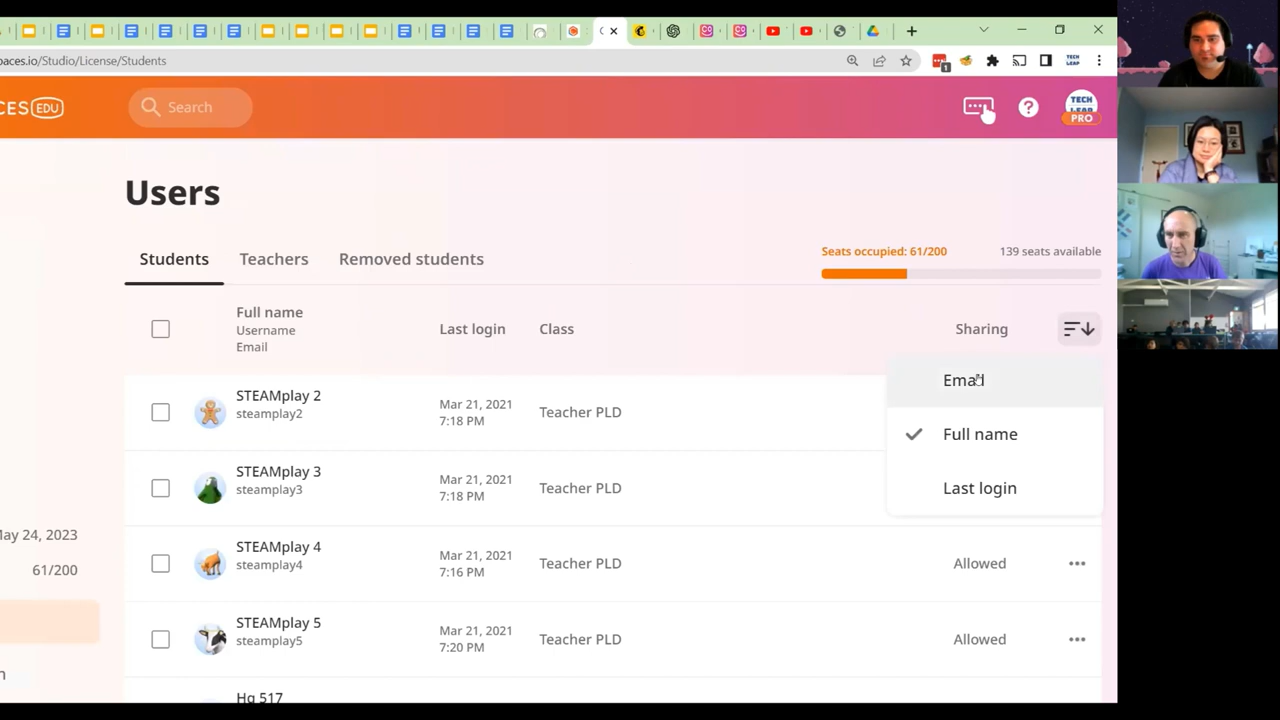 paces.io/Studio/License/Students
1
CES EDU
Search
?
TECH
LEAP
PRO
Users
Students
Teachers
Removed students
Seats occupied: 61/200
139 seats available
Full name
Username
Email
Last login
Class
Sharing
Email
Full name
Last login
STEAMplay 2
steamplay2
Mar 21, 2021
7:18 PM
Teacher PLD
STEAMplay 3
steamplay3
Mar 21, 2021
7:18 PM
Teacher PLD
STEAMplay 4
steamplay4
Mar 21, 2021
7:16 PM
Teacher PLD
Allowed
STEAMplay 5
steamplay5
Mar 21, 2021
7:20 PM
Teacher PLD
Allowed
Hg 517
May 24, 2023
61/200
n